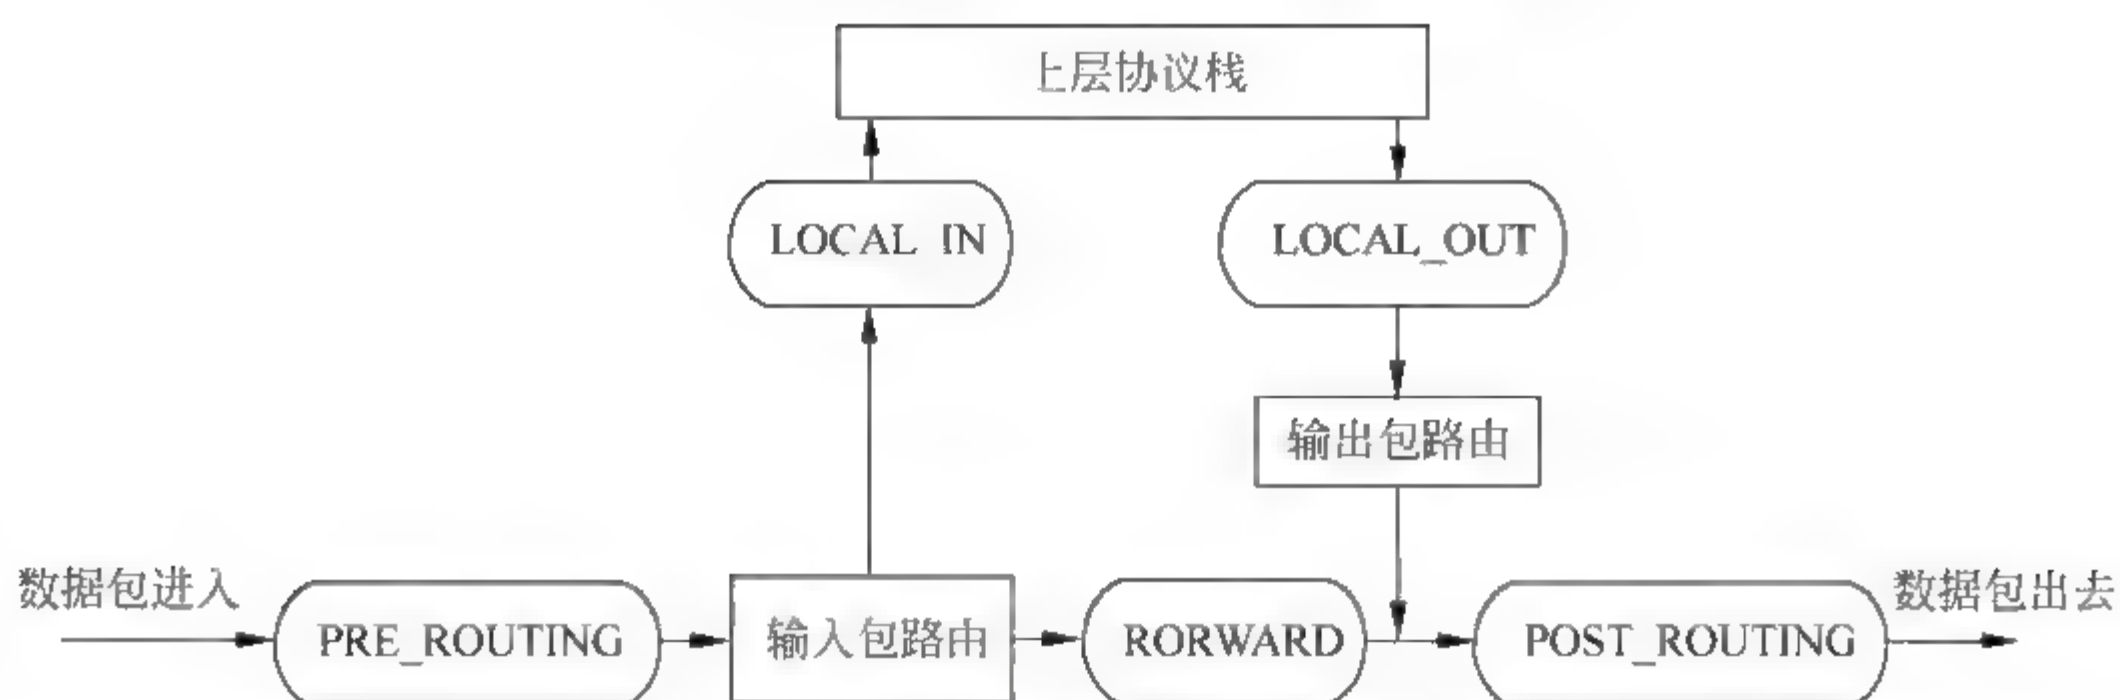 上层协议栈
LOCAL IN
LOCAL_OUT
输出包路由
数据包进入
数据包出去
PRE_ROUTING
输入包路由
RORWARD
POST_ROUTING